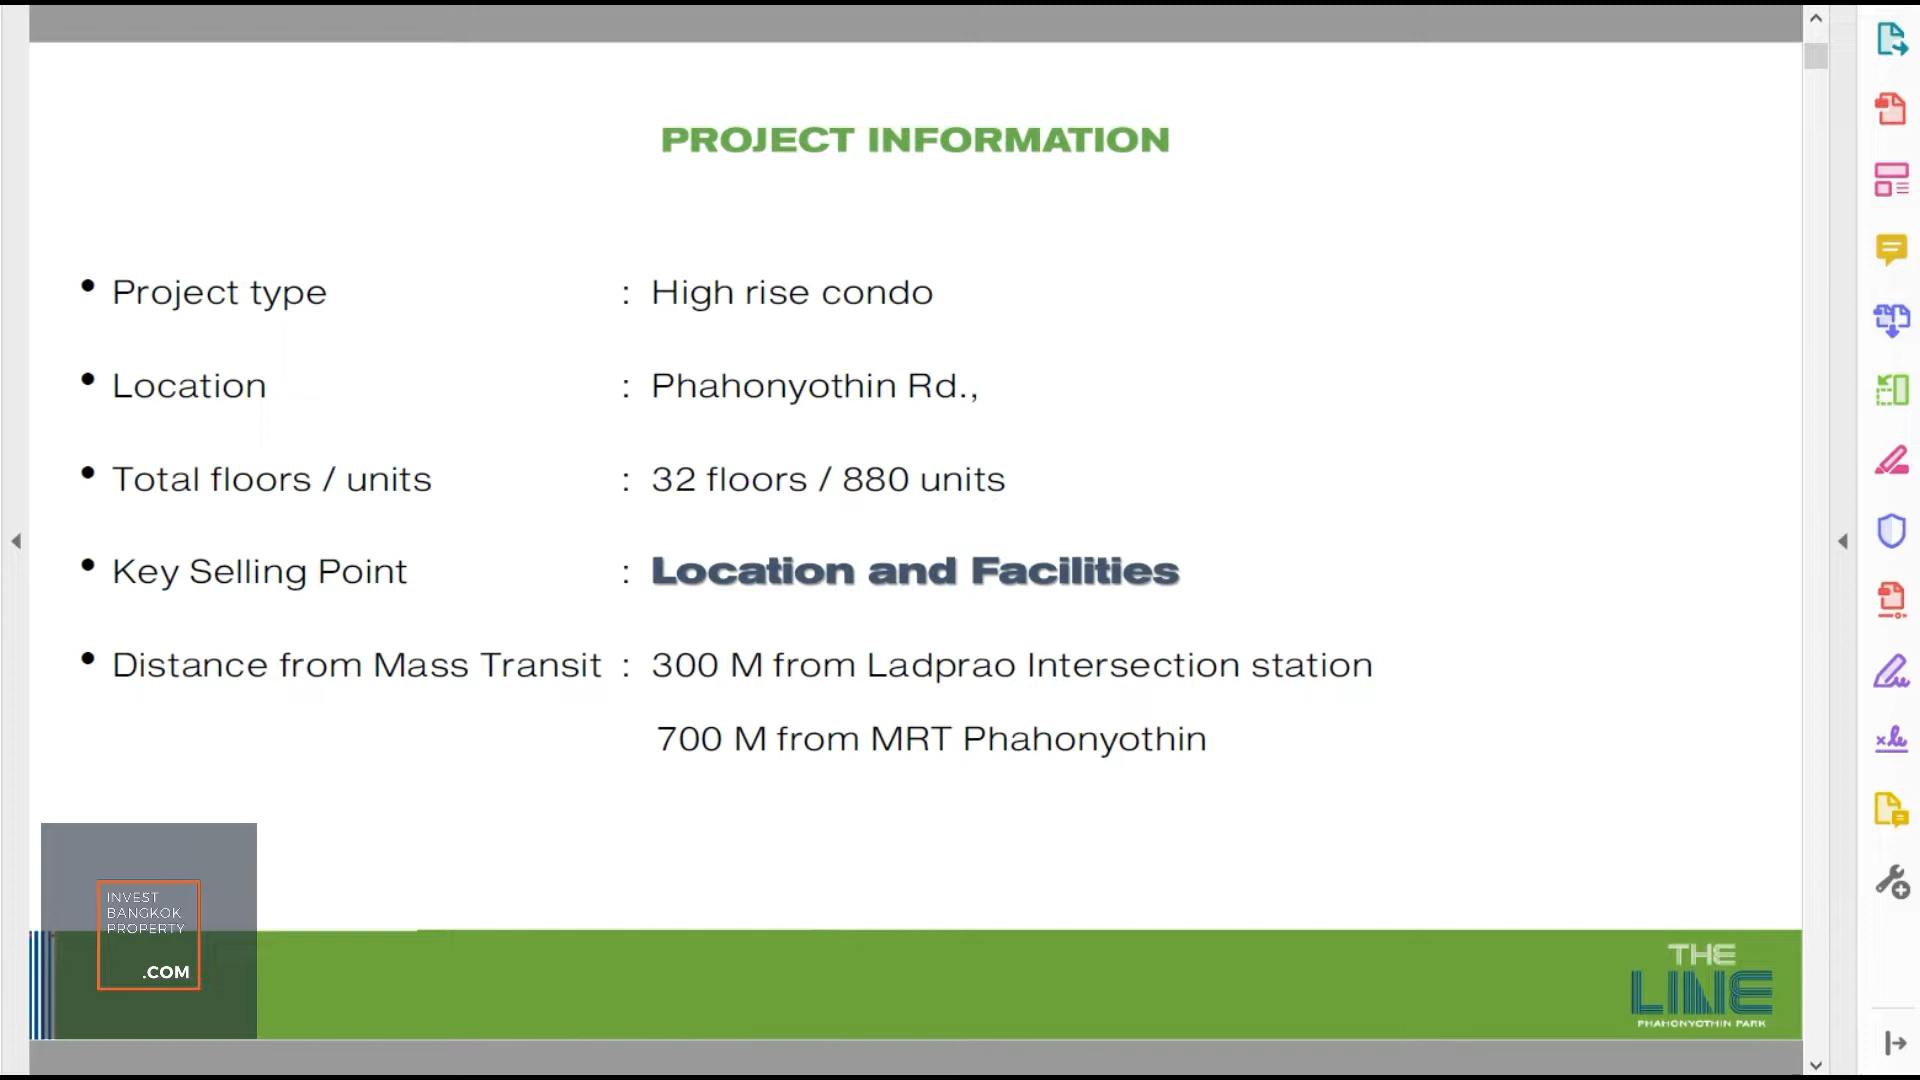 PROJECT INFORMATION
• Project type : High rise condo
• Location : Phahonyothin Rd.,
• Total floors / units : 32 floors / 880 units
• Key Selling Point : Location and Facilities
• Distance from Mass Transit : 300 M from Ladprao Intersection station
700 M from MRT Phahonyothin
INVEST
BANGKOK
PROPERTY
.COM
THE
LINE
PHAHONYOTHIN PARK